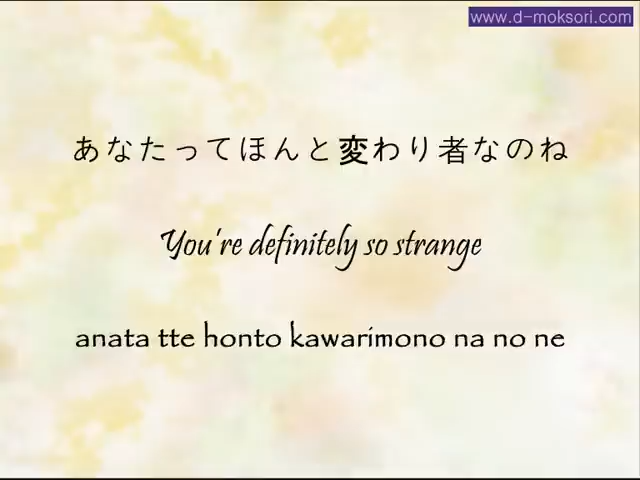 www.d-moksori.com
あなたってほんと変わり者なのね
You're definitely so strange
anata tte honto kawarimono na no ne